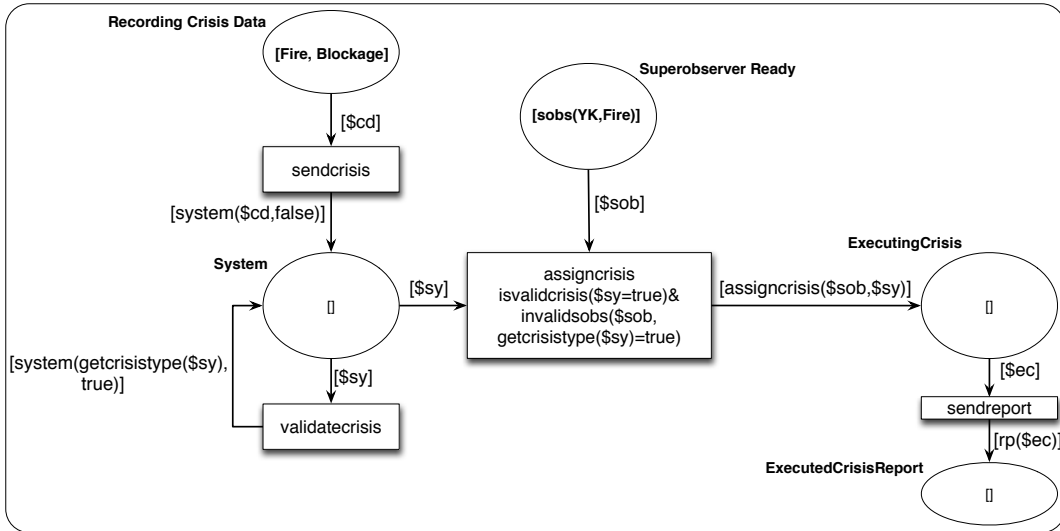 Recording Crisis Data
[Fire, Blockage]
[$cd]
sendcrisis
[system($cd,false)]
System
[]
[$sy]
validatecrisis
[system(getcrisistype($sy),
true)]
[$sy]
Superobserver Ready
[sobs(YK,Fire)]
[$sob]
assigncrisis
isvalidcrisis($sy=true)&
invalidsobs($sob,
getcrisistype($sy)=true)
[assigncrisis($sob,$sy)]
ExecutingCrisis
[]
[$ec]
sendreport
[rp($ec)]
ExecutedCrisisReport
[]